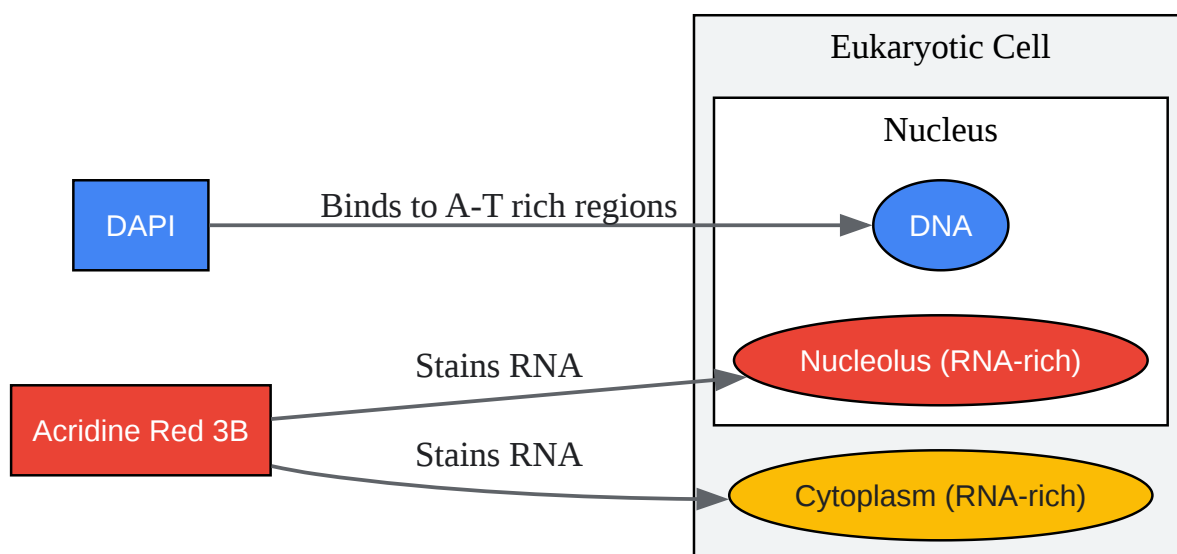 Eukaryotic Cell
Nucleus
DAPI
Binds to A-T rich regions
DNA
Stains RNA
Nucleolus (RNA-rich)
Acridine Red 3B
Stains RNA
Cytoplasm (RNA-rich)